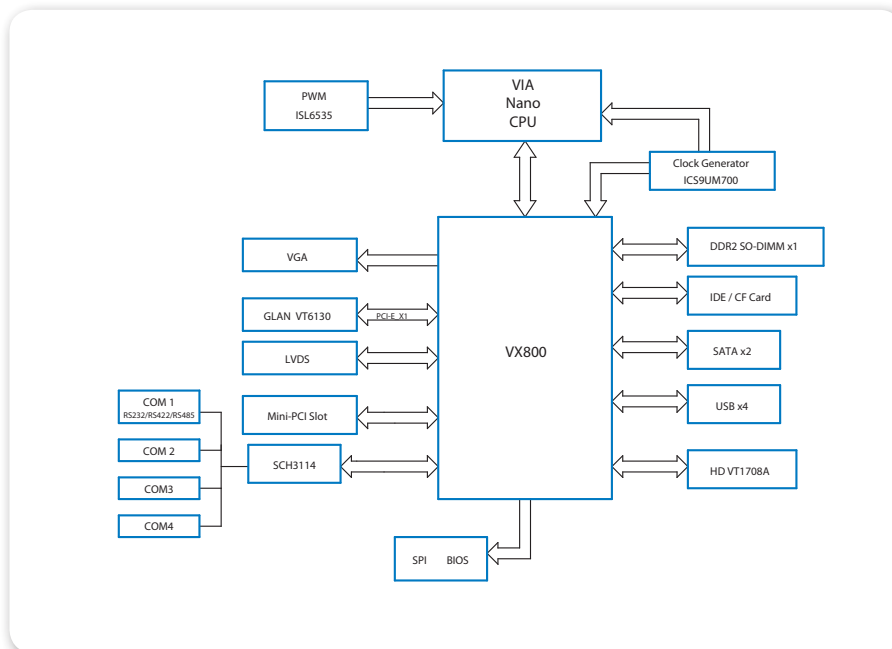 VIA
Nano
CPU
PWM
ISL6535
Clock Generator
ICS9UM700
VX800
VGA
GLAN VT6130
PCI-E_X1
LVDS
Mini-PCI Slot
SCH3114
COM 1
RS232/RS422/RS485
COM 2
COM3
COM4
DDR2 SO-DIMM x1
IDE / CF Card
SATA x2
USB x4
HD VT1708A
SPI BIOS